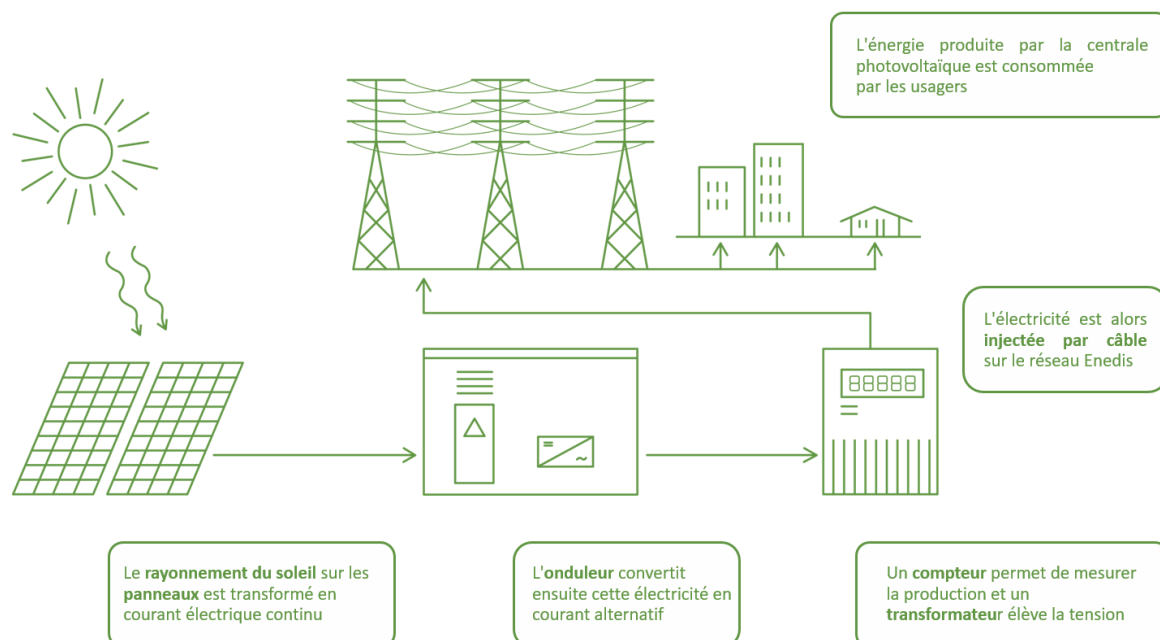 L'énergie produite par la centrale
photovoltaïque est consommée
par les usagers
L'électricité est alors
injectée par câble
sur le réseau Enedis
88888
Le rayonnement du soleil sur les
panneaux est transformé en
courant électrique continu
L'onduleur convertit
ensuite cette électricité en
courant alternatif
Un compteur permet de mesurer
la production et un
transformateur élève la tension